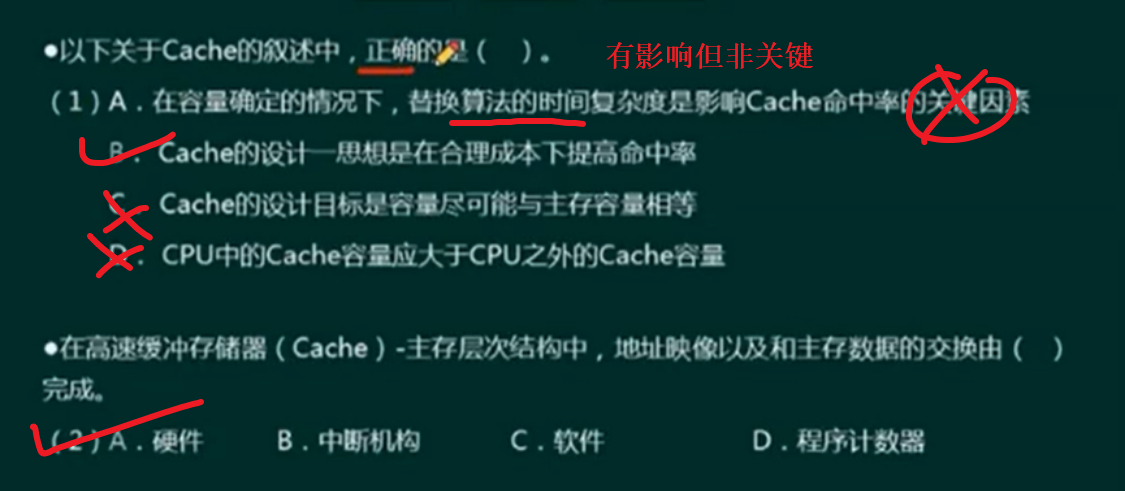 ●以下关于Cache的叙述中，正确的是（ ）。 有影响但非关键
（1）A．在容量确定的情况下，替换算法的时间复杂度是影响Cache命中率的关键因素
B． Cache的设计一思想是在合理成本下提高命中率
C． Cache的设计目标是容量尽可能与主存容量相等
D． CPU中的Cache容量应大于CPU之外的Cache容量
●在高速缓冲存储器（Cache）-主存层次结构中，地址映像以及和主存数据的交换由（ ）
完成。
（2）A．硬件 B．中断机构 C．软件 D．程序计数器